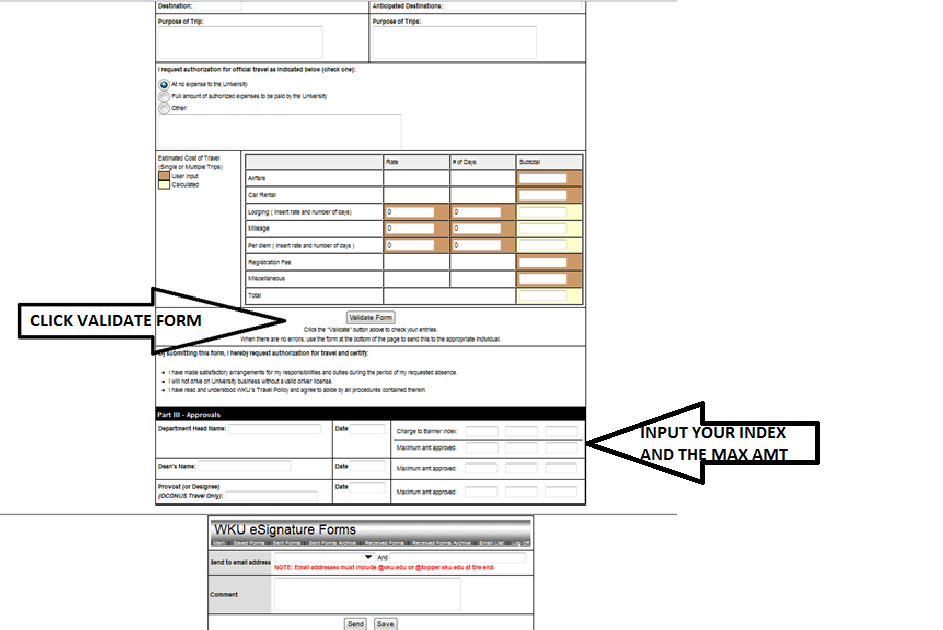 Destination: Anticipated Destinations:
Purpose of Trip: Purpose of Trips:
I request authorization for official travel as indicated below (check one):
At no expense to the University
Full amount of authorized expenses to be paid by the University
Other:
Estimated Cost of Travel
(Single or Multiple Trips)
User Input
Calculated
Rate # of Days Subtotal
Airfare
Car Rental
Lodging ( Insert rate and number of days) 0 0
Mileage 0 0
Per diem ( Insert rate and number of days ) 0 0
Registration Fee
Miscellaneous
Total
CLICK VALIDATE FORM
Validate Form
Click the "Validate" button above to check your entries.
When there are no errors, use the form at the bottom of the page to send this to the appropriate individual.
By submitting this form, I hereby request authorization for travel and certify:
I have made satisfactory arrangements for my responsibilities and duties during the period of my requested absence.
I will not drive on University business without a valid driver license.
I have read and understood WKU's Travel Policy and agree to abide by all procedures contained therein.
Part III - Approvals:
Department Head Name: Date Charge to Banner Index:
Maximum amt approved:
INPUT YOUR INDEX
AND THE MAX AMT
Dean's Name: Date Maximum amt approved:
Provost (or Designee) Date
(OCONUS Travel Only): Maximum amt approved:
WKU eSignature Forms
Main Saved Forms Sent Forms Sent Forms Archive Received Forms Received Forms Archive Email List Log Off
Send to email address And
NOTE: Email addresses must include @wku.edu or @topper.wku.edu at the end.
Comment
Send Save